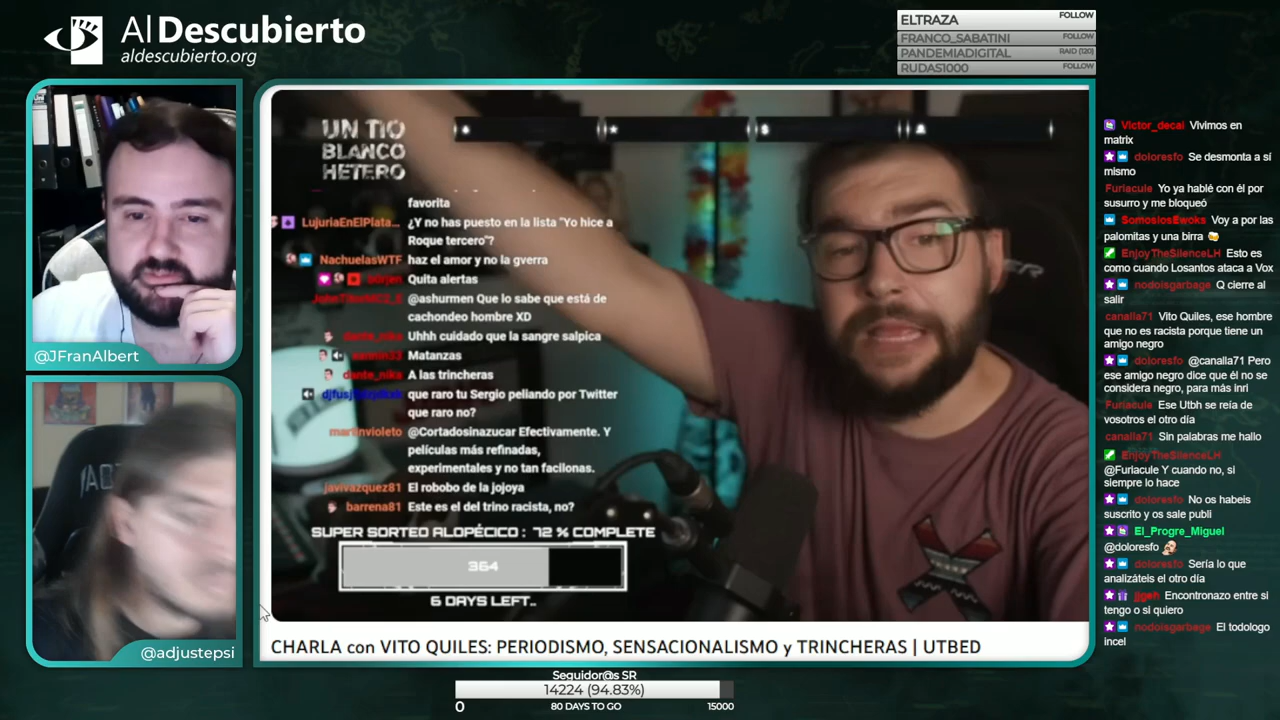 Al Descubierto
aldescubierto.org
ELTRAZA FOLLOW
FRANCO_SABATINI FOLLOW
PANDEMIADIGITAL RAID (120)
RUDAS1000 FOLLOW
@JFranAlbert
@adjustepsi
UN TIO
BLANCO
HETERO
favorita
LujuriaEnElPlata... ¿Y no has puesto en la lista "Yo hice a
Roque tercero"?
NachuelasWTF haz el amor y no la gverra
Quita alertas
@ashurmen Que lo sabe que está de
cachondeo hombre XD
dante_nika Uhhh cuidado que la sangre salpica
Matanzas
dante_nika A las trincheras
que raro tu Sergio peliando por Twitter
que raro no?
martinvioleto @Cortadosinazucar Efectivamente. Y
películas más refinadas,
experimentales y no tan facilonas.
javivazquez81 El robobo de la jojoya
barrena81 Este es el del trino racista, no?
SUPER SORTEO ALOPÉCICO : 72 % COMPLETE
364
6 DAYS LEFT..
CHARLA con VITO QUILES: PERIODISMO, SENSACIONALISMO y TRINCHERAS | UTBED
Victor_decai Vivimos en
matrix
doloresfo Se desmonta a sí
mismo
Furiacule Yo ya hablé con él por
susurro y me bloqueó
SomosIosEwoks Voy a por las
palomitas y una birra
EnjoyTheSilenceLH Esto es
como cuando Losantos ataca a Vox
nodoisgarbage Q cierre al
salir
canalla71 Vito Quiles, ese hombre
que no es racista porque tiene un
amigo negro
doloresfo @canalla71 Pero
ese amigo negro dice que él no se
considera negro, para más inri
Furiacule Ese Utbh se reía de
vosotros el otro día
canalla71 Sin palabras me hallo
EnjoyTheSilenceLH
@Furiacule Y cuando no, si
siempre lo hace
doloresfo No os habeis
suscrito y os sale publi
El_Progre_Miguel
@doloresfo
doloresfo Sería lo que
analizáteis el otro día
jjgeh Encontronazo entre si
tengo o si quiero
nodoisgarbage El todologo
incel
Seguidor@s SR
14224 (94.83%)
0 80 DAYS TO GO 15000